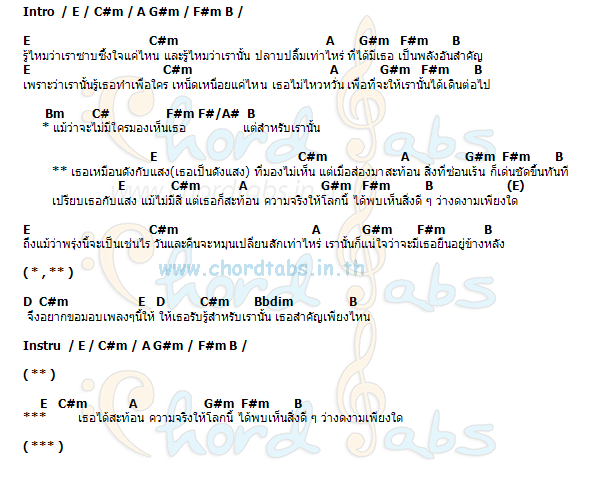 Intro / E / C#m / A G#m / F#m B /
E C#m A G#m F#m B
รู้ไหมว่าเราซาบซึ้งใจแค่ไหน และรู้ไหมว่าเรานั้น ปลาบปลื้มเท่าไหร่ ที่ได้มีเธอ เป็นพลังอันสำคัญ
E C#m A G#m F#m B
เพราะว่าเรานั้นรู้เธอทำเพื่อใคร เหน็ดเหนื่อยแค่ไหน เธอไม่ไหวหวั่น เพื่อที่จะให้เรานั้นได้เดินต่อไป
Bm C# F#m F#/A# B
* แม้ว่าจะไม่มีใครมองเห็นเธอ แต่สำหรับเรานั้น
E C#m A G#m F#m B
** เธอเหมือนดังกับแสง(เธอเป็นดังแสง) ที่มองไม่เห็น แต่เมื่อส่องมาสะท้อน สิ่งที่ซ่อนเร้น ก็เด่นชัดขึ้นทันที
E C#m A G#m F#m B (E)
เปรียบเธอกับแสง แม้ไม่มีสี แต่เธอก็สะท้อน ความจริงให้โลกนี้ ได้พบเห็นสิ่งดี ๆ ว่างดงามเพียงใด
E C#m A G#m F#m B
ถึงแม้ว่าพรุ่งนี้จะเป็นเช่นไร วันและคืนจะหมุนเปลี่ยนสักเท่าไหร่ เรานั้นก็แน่ใจว่าจะมีเธอยืนอยู่ข้างหลัง
www.chordtabs.in.th
( * , ** )
D C#m E D C#m Bbdim B
จึงอยากขอมอบเพลงๆนี้ให้ ให้เธอรับรู้สำหรับเรานั้น เธอสำคัญเพียงไหน
Instru / E / C#m / A G#m / F#m B /
( ** )
E C#m A G#m F#m B
*** เธอได้สะท้อน ความจริงให้โลกนี้ ได้พบเห็นสิ่งดี ๆ ว่างดงามเพียงใด
( *** )